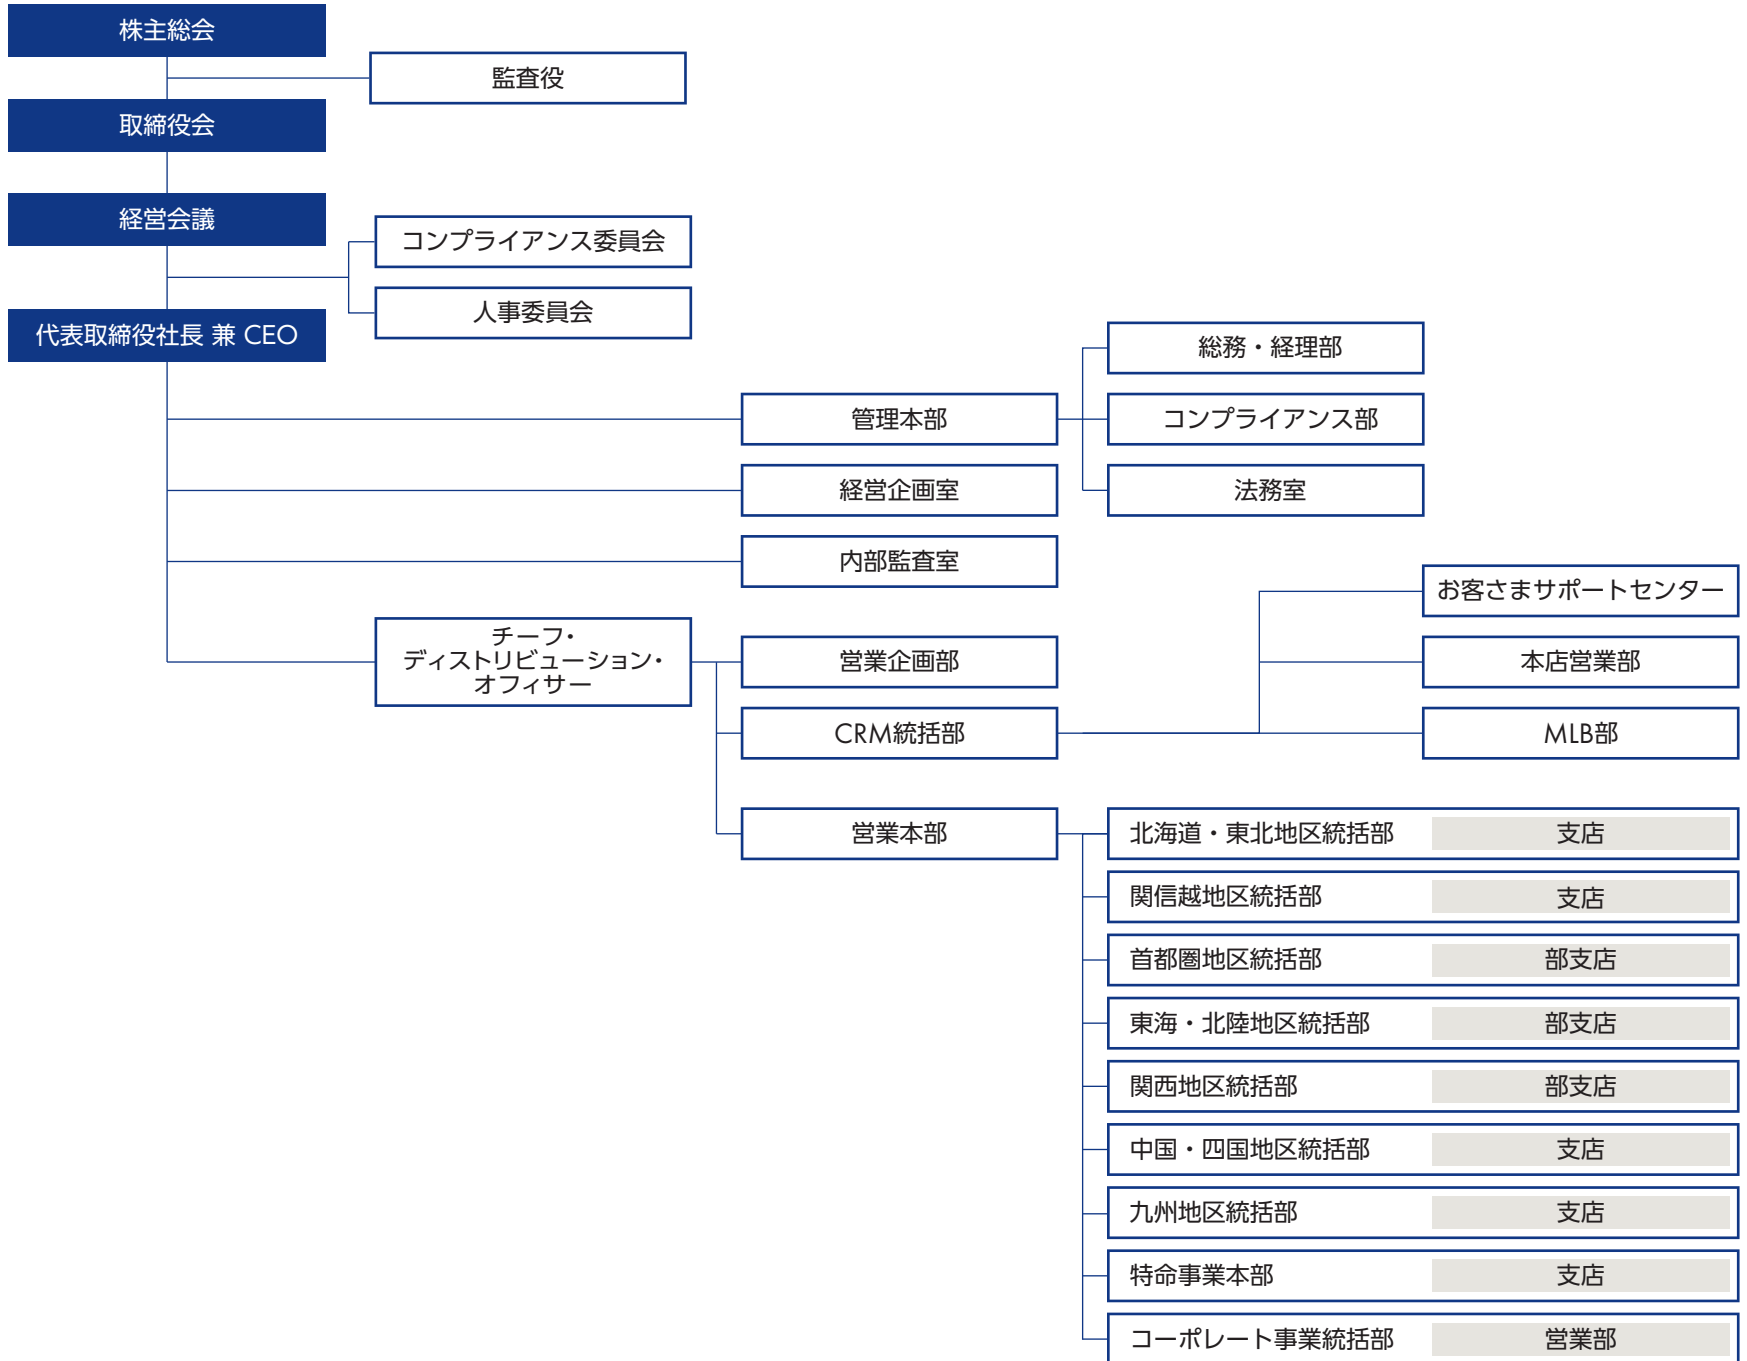 株主総会
監査役
取締役会
経営会議
コンプライアンス委員会
人事委員会
代表取締役社長 兼 CEO
総務・経理部
管理本部
コンプライアンス部
経営企画室
法務室
内部監査室
お客さまサポートセンター
チーフ・
ディストリビューション・
オフィサー
営業企画部
本店営業部
CRM統括部
MLB部
営業本部
北海道・東北地区統括部 支店
関信越地区統括部 支店
首都圏地区統括部 部支店
東海・北陸地区統括部 部支店
関西地区統括部 部支店
中国・四国地区統括部 支店
九州地区統括部 支店
特命事業本部 支店
コーポレート事業統括部 営業部